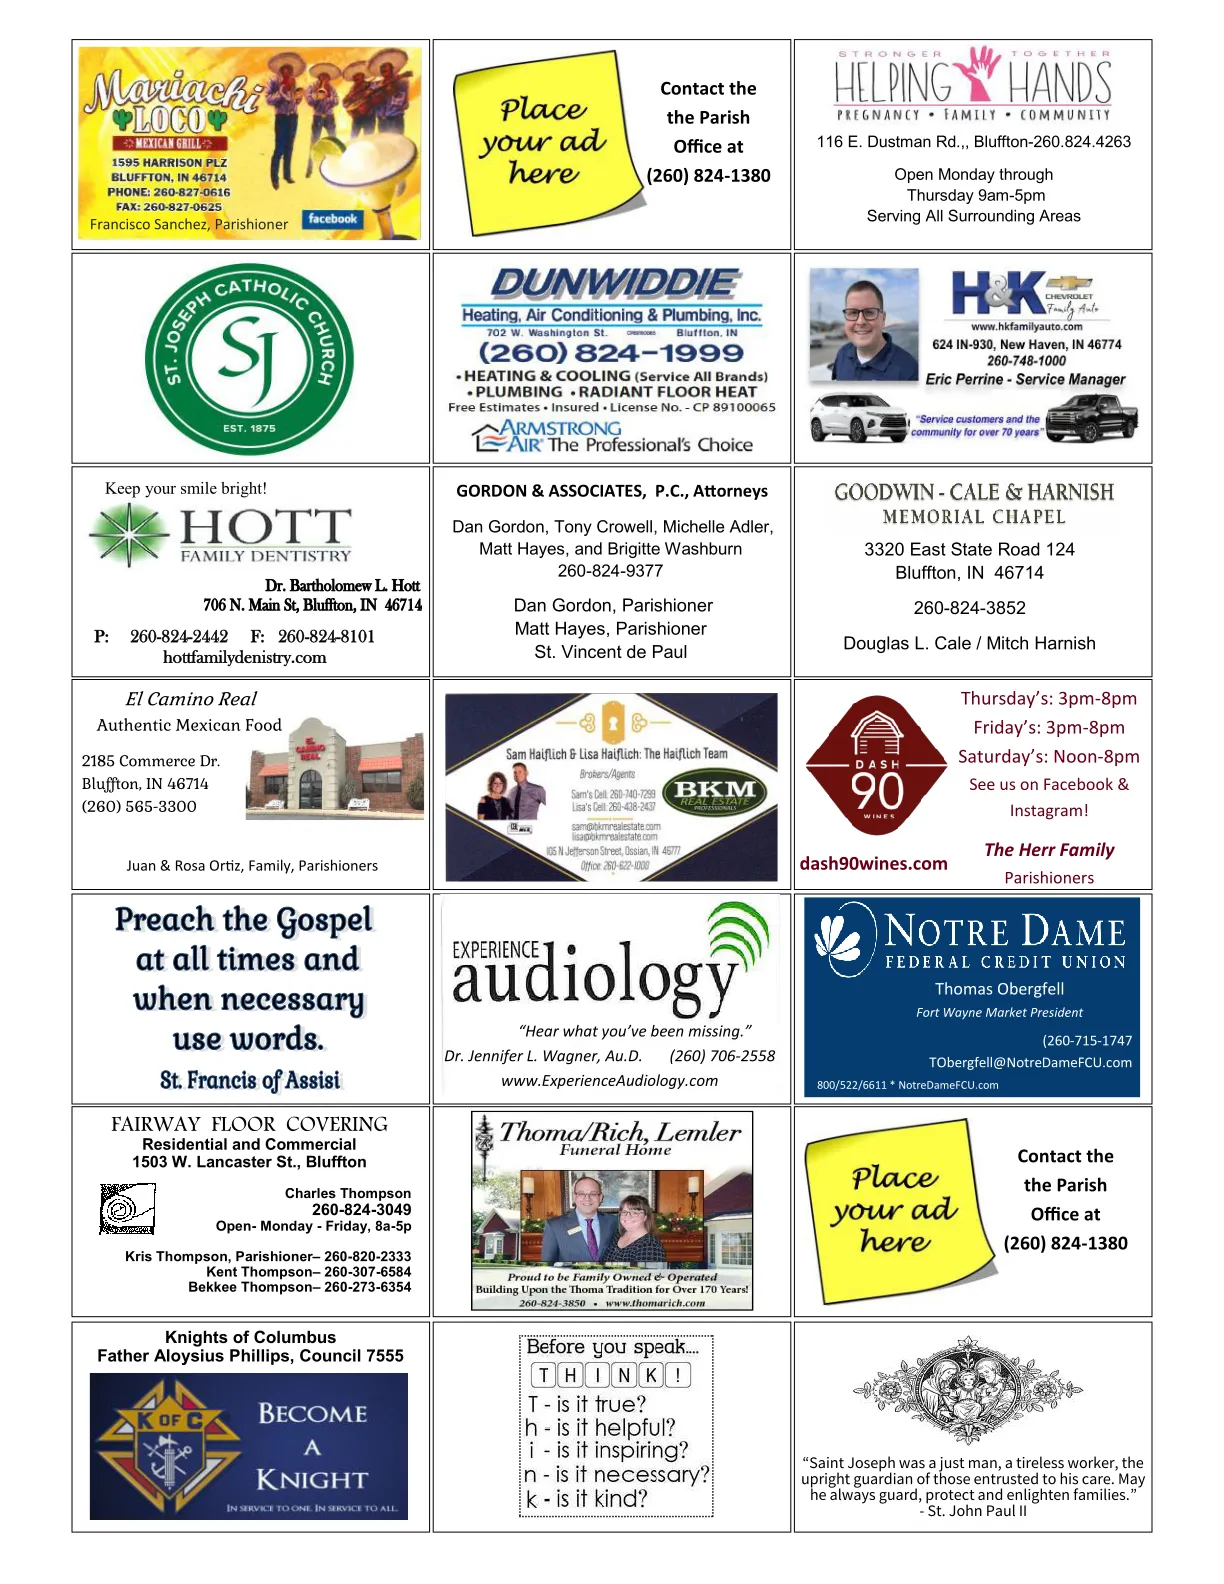 Mariachi
LOCO
MEXICAN GRILL
1595 HARRISON PLZ
BLUFFTON, IN 46714
PHONE: 260-827-0616
FAX: 260-827-0625
Francisco Sanchez, Parishioner
facebook
Place
your ad
here
Contact the
the Parish
Office at
(260) 824-1380
STRONGER TOGETHER
HELPING HANDS
PREGNANCY • FAMILY • COMMUNITY
116 E. Dustman Rd.,, Bluffton-260.824.4263
Open Monday through
Thursday 9am-5pm
Serving All Surrounding Areas
ST. JOSEPH CATHOLIC CHURCH
SJ
EST. 1875
DUNWIDDIE
Heating, Air Conditioning & Plumbing, Inc.
702 W. Washington St. CP89100065 Bluffton, IN
(260) 824-1999
• HEATING & COOLING (Service All Brands)
• PLUMBING • RADIANT FLOOR HEAT
Free Estimates • Insured • License No. - CP 89100065
ARMSTRONG
AIR The Professional's Choice
H&K
CHEVROLET
Family Auto
www.hkfamilyauto.com
624 IN-930, New Haven, IN 46774
260-748-1000
Eric Perrine - Service Manager
"Service customers and the
community for over 70 years"
Keep your smile bright!
HOTT
FAMILY DENTISTRY
Dr. Bartholomew L. Hott
706 N. Main St, Bluffton, IN 46714
P: 260-824-2442 F: 260-824-8101
hottfamilydenistry.com
GORDON & ASSOCIATES, P.C., Attorneys
Dan Gordon, Tony Crowell, Michelle Adler,
Matt Hayes, and Brigitte Washburn
260-824-9377
Dan Gordon, Parishioner
Matt Hayes, Parishioner
St. Vincent de Paul
GOODWIN - CALE & HARNISH
MEMORIAL CHAPEL
3320 East State Road 124
Bluffton, IN 46714
260-824-3852
Douglas L. Cale / Mitch Harnish
El Camino Real
Authentic Mexican Food
2185 Commerce Dr.
Bluffton, IN 46714
(260) 565-3300
EL
CAMINO
REAL
Juan & Rosa Ortiz, Family, Parishioners
Sam Haiflich & Lisa Haiflich: The Haiflich Team
Brokers/Agents
Sam's Cell: 260-740-7299
Lisa's Cell: 260-438-2437
BKM
REAL ESTATE
PROFESSIONALS
sam@bkmrealestate.com
lisa@bkmrealestate.com
105 N Jefferson Street, Ossian, IN 46777
Office: 260-622-1000
DASH
90
WINES
dash90wines.com
Thursday's: 3pm-8pm
Friday's: 3pm-8pm
Saturday's: Noon-8pm
See us on Facebook &
Instagram!
The Herr Family
Parishioners
Preach the Gospel
at all times and
when necessary
use words.
St. Francis of Assisi
EXPERIENCE
audiology
“Hear what you’ve been missing.”
Dr. Jennifer L. Wagner, Au.D. (260) 706-2558
www.ExperienceAudiology.com
NOTRE DAME
FEDERAL CREDIT UNION
Thomas Obergfell
Fort Wayne Market President
(260-715-1747
TObergfell@NotreDameFCU.com
800/522/6611 * NotreDameFCU.com
FAIRWAY FLOOR COVERING
Residential and Commercial
1503 W. Lancaster St., Bluffton
Charles Thompson
260-824-3049
Open- Monday - Friday, 8a-5p
Kris Thompson, Parishioner– 260-820-2333
Kent Thompson– 260-307-6584
Bekkee Thompson– 260-273-6354
Thoma/Rich, Lemler
Funeral Home
Proud to be Family Owned & Operated
Building Upon the Thoma Tradition for Over 170 Years!
260-824-3850 • www.thomarich.com
Place
your ad
here
Contact the
the Parish
Office at
(260) 824-1380
Knights of Columbus
Father Aloysius Phillips, Council 7555
K OF C
BECOME
A
KNIGHT
IN SERVICE TO ONE. IN SERVICE TO ALL.
Before you speak....
THINK!
T - is it true?
h - is it helpful?
i - is it inspiring?
n - is it necessary?
k - is it kind?
“Saint Joseph was a just man, a tireless worker, the
upright guardian of those entrusted to his care. May
he always guard, protect and enlighten families.”
- St. John Paul II